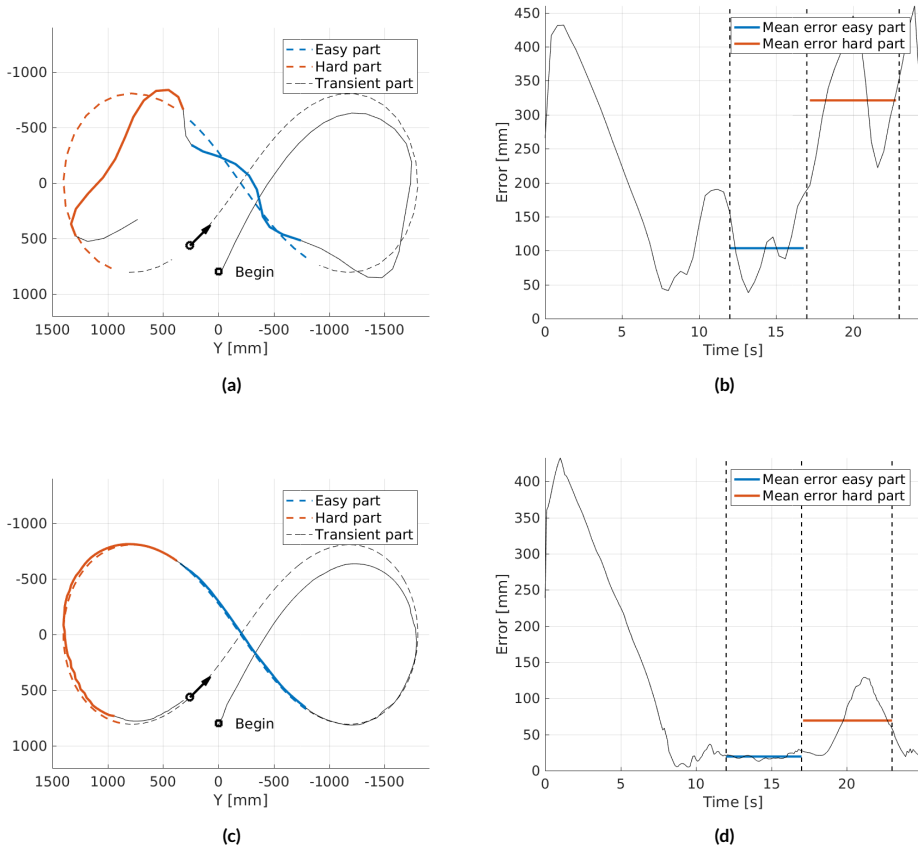 -1000
-500
0
500
1000
1500
1000
500
0
-500
-1000
-1500
Y [mm]
Easy part
Hard part
Transient part
Begin
(a)
450
400
350
300
250
200
150
100
50
0
Error [mm]
0
5
10
15
20
Time [s]
Mean error easy part
Mean error hard part
(b)
-1000
-500
0
500
1000
1500
1000
500
0
-500
-1000
-1500
Y [mm]
Easy part
Hard part
Transient part
Begin
(c)
400
350
300
250
200
150
100
50
0
Error [mm]
0
5
10
15
20
Time [s]
Mean error easy part
Mean error hard part
(d)